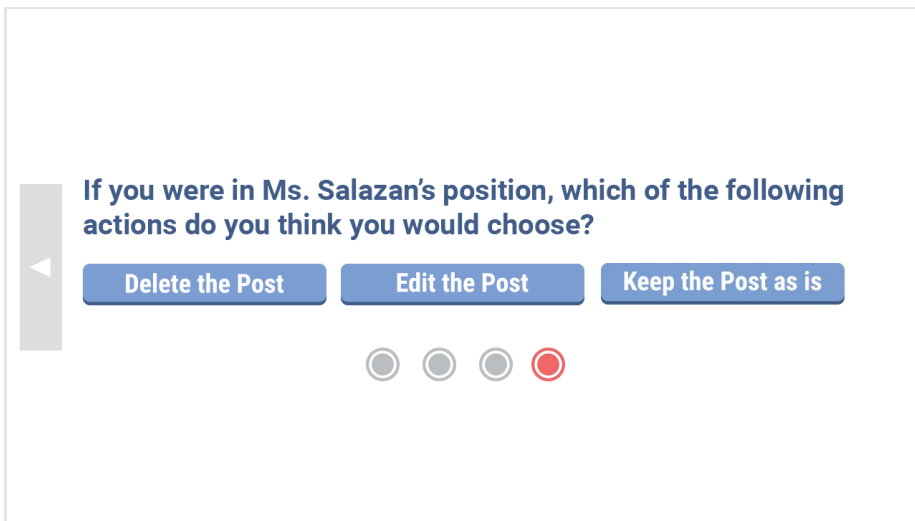 If you were in Ms. Salazan’s position, which of the following
actions do you think you would choose?
Delete the Post
Edit the Post
Keep the Post as is